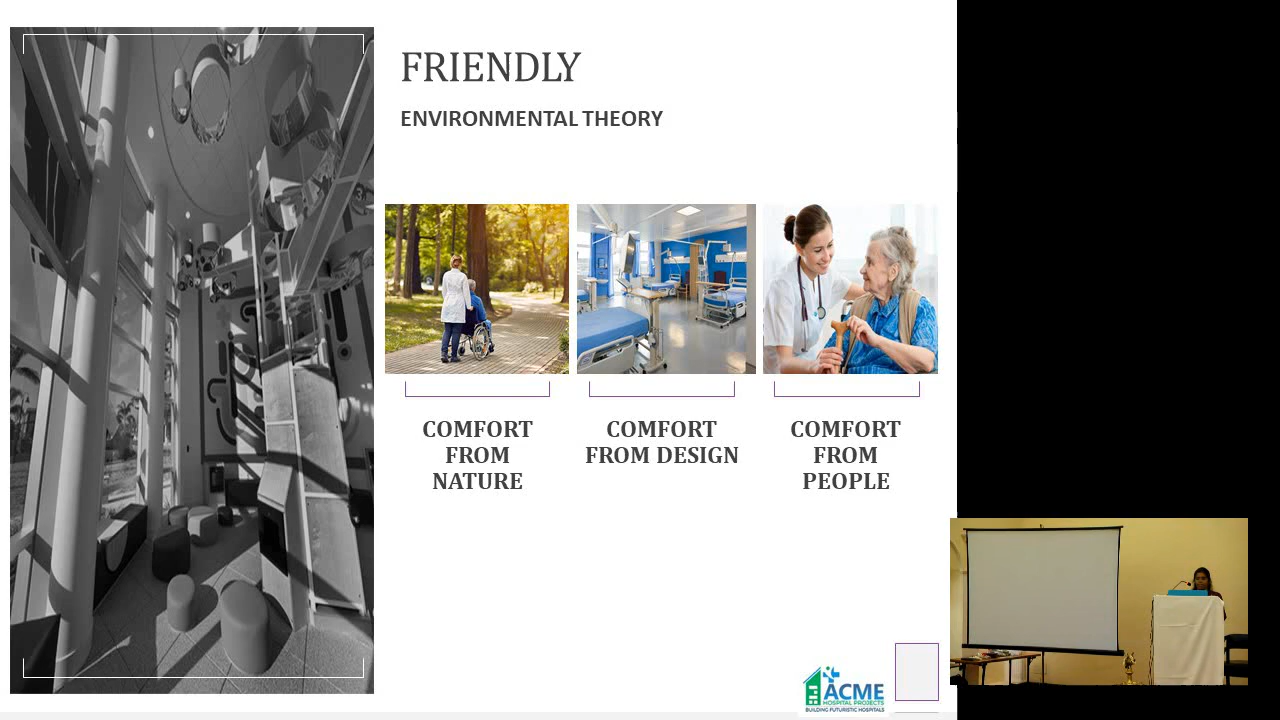 FRIENDLY
ENVIRONMENTAL THEORY
COMFORT
FROM
NATURE
COMFORT
FROM DESIGN
COMFORT
FROM
PEOPLE
ACME
HOSPITAL PROJECTS
BUILDING FUTURISTIC HOSPITALS